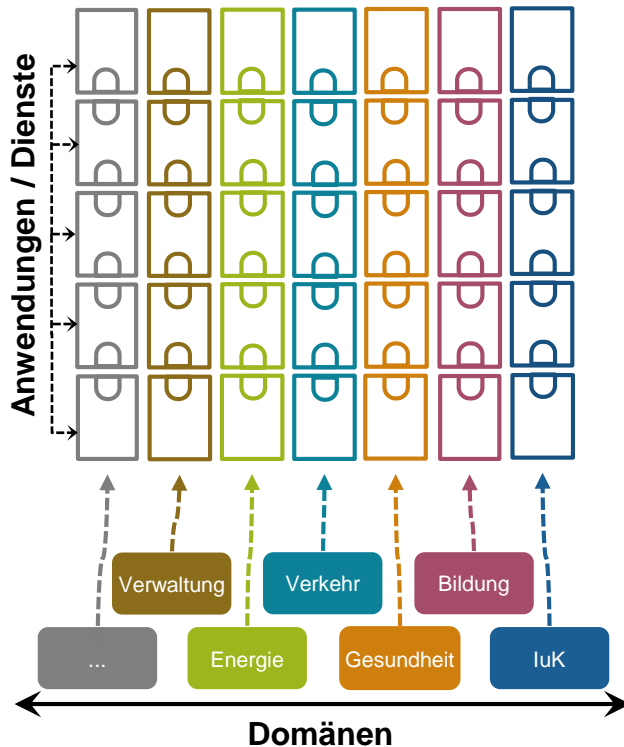 Anwendungen / Dienste
Verwaltung
Verkehr
Bildung
...
Energie
Gesundheit
IuK
Domänen